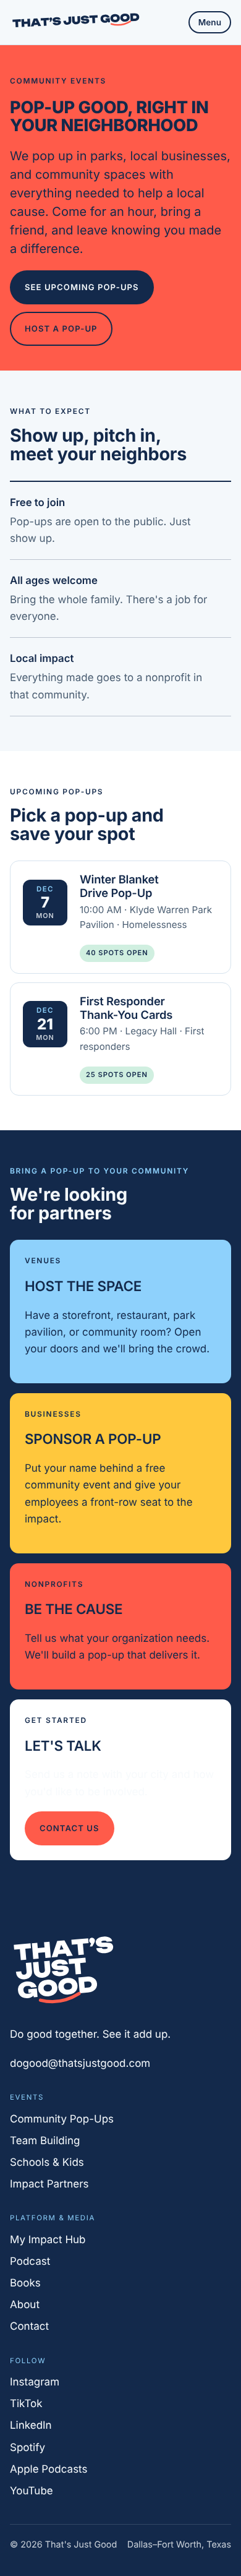 THAT'S JUST GOOD
Menu
COMMUNITY EVENTS
POP-UP GOOD, RIGHT IN
YOUR NEIGHBORHOOD
We pop up in parks, local businesses,
and community spaces with
everything needed to help a local
cause. Come for an hour, bring a
friend, and leave knowing you made
a difference.
SEE UPCOMING POP-UPS
HOST A POP-UP
WHAT TO EXPECT
Show up, pitch in,
meet your neighbors
Free to join
Pop-ups are open to the public. Just
show up.
All ages welcome
Bring the whole family. There's a job for
everyone.
Local impact
Everything made goes to a nonprofit in
that community.
UPCOMING POP-UPS
Pick a pop-up and
save your spot
DEC
7
MON
Winter Blanket
Drive Pop-Up
10:00 AM · Klyde Warren Park
Pavilion · Homelessness
40 SPOTS OPEN
DEC
21
MON
First Responder
Thank-You Cards
6:00 PM · Legacy Hall · First
responders
25 SPOTS OPEN
BRING A POP-UP TO YOUR COMMUNITY
We're looking
for partners
VENUES
HOST THE SPACE
Have a storefront, restaurant, park
pavilion, or community room? Open
your doors and we'll bring the crowd.
BUSINESSES
SPONSOR A POP-UP
Put your name behind a free
community event and give your
employees a front-row seat to the
impact.
NONPROFITS
BE THE CAUSE
Tell us what your organization needs.
We'll build a pop-up that delivers it.
GET STARTED
LET'S TALK
CONTACT US
THAT'S
JUST
GOOD
Do good together. See it add up.
dogood@thatsjustgood.com
EVENTS
Community Pop-Ups
Team Building
Schools & Kids
Impact Partners
PLATFORM & MEDIA
My Impact Hub
Podcast
Books
About
Contact
FOLLOW
Instagram
TikTok
LinkedIn
Spotify
Apple Podcasts
YouTube
© 2026 That's Just Good Dallas–Fort Worth, Texas